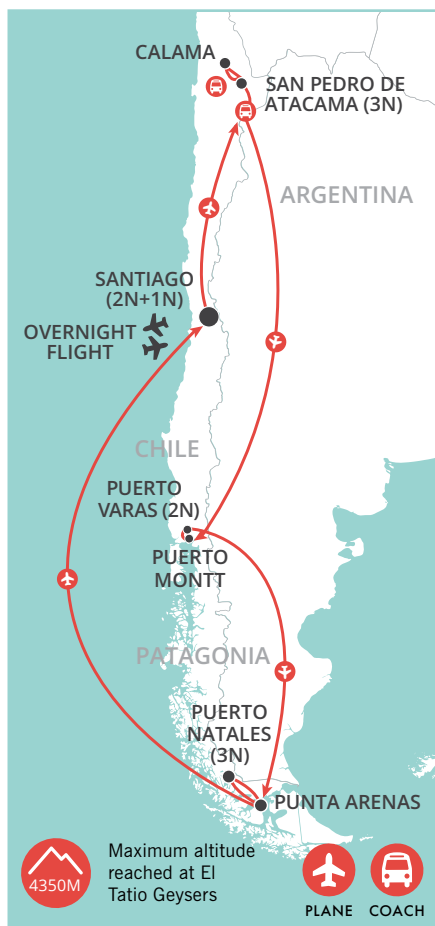 CALAMA
SAN PEDRO DE
ATACAMA (3N)
ARGENTINA
SANTIAGO
(2N+1N)
OVERNIGHT
FLIGHT
CHILE
PUERTO
VARAS (2N)
PUERTO
MONTT
PATAGONIA
PUERTO
NATALES
(3N)
PUNTA ARENAS
4350M
Maximum altitude
reached at El
Tatio Geysers
PLANE
COACH